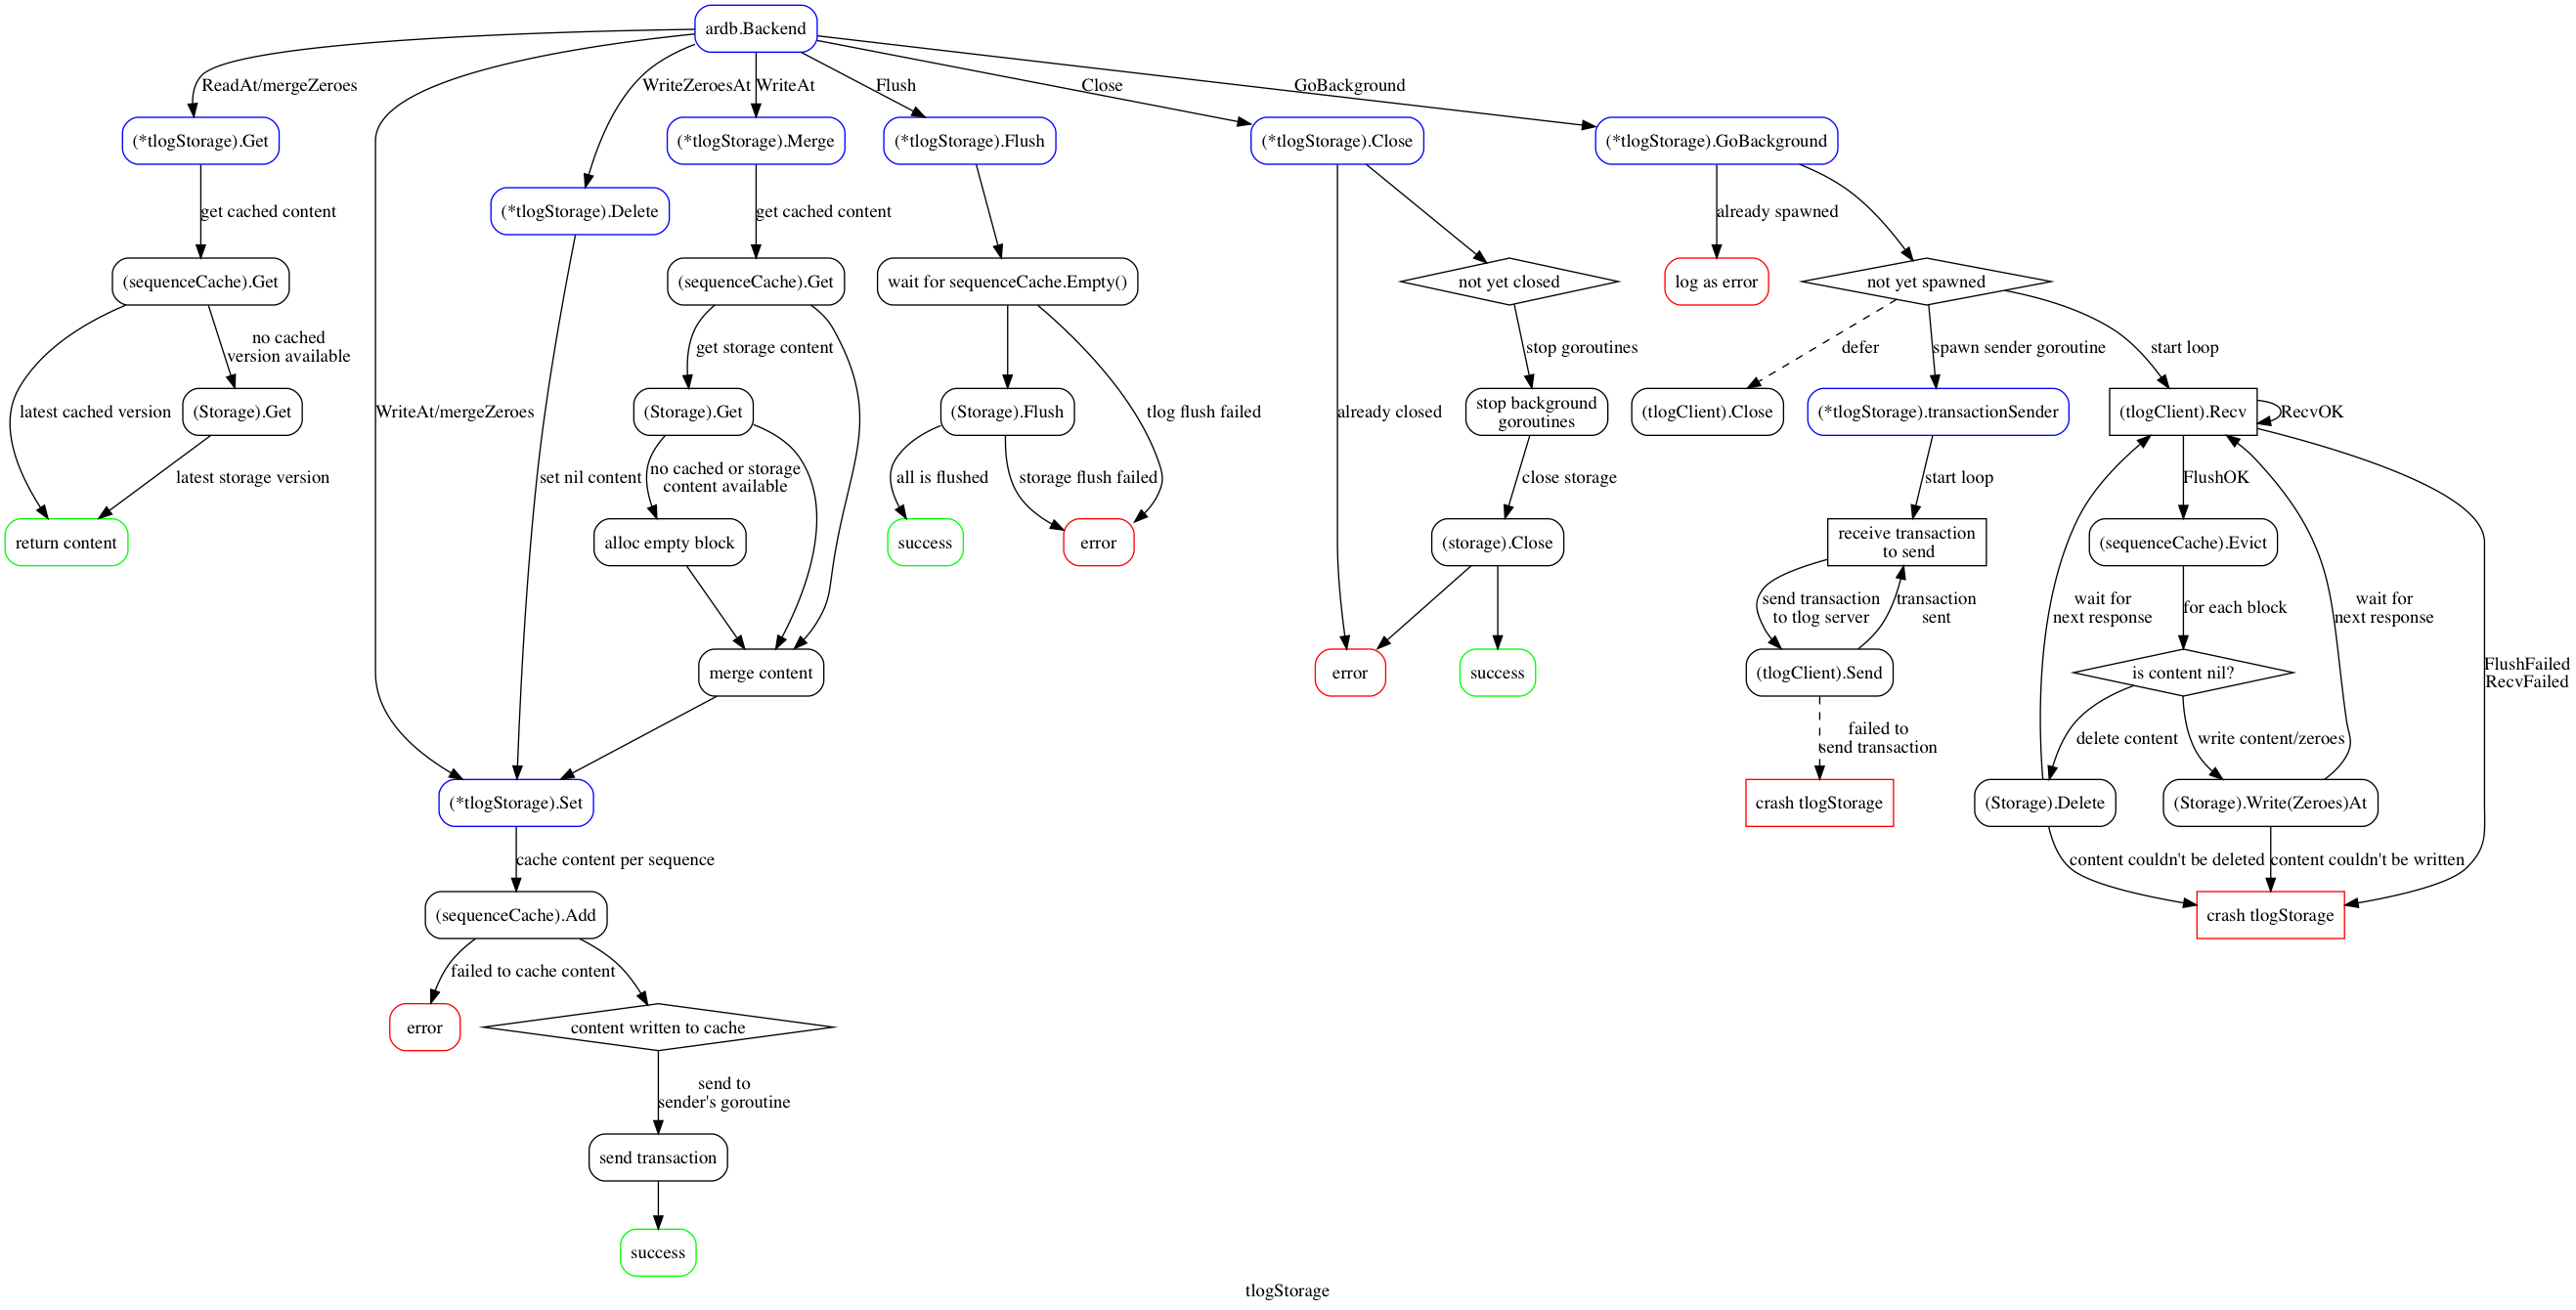 ardb.Backend
ReadAt/mergeZeroes
WriteZeroesAt
WriteAt
Flush
Close
GoBackground
(*tlogStorage).Get
(*tlogStorage).Merge
(*tlogStorage).Flush
(*tlogStorage).Close
(*tlogStorage).GoBackground
get cached content
(*tlogStorage).Delete
get cached content
already spawned
(sequenceCache).Get
(sequenceCache).Get
wait for sequenceCache.Empty()
not yet closed
log as error
not yet spawned
no cached
version available
get storage content
stop goroutines
defer
spawn sender goroutine
start loop
latest cached version
(Storage).Get
WriteAt/mergeZeroes
(Storage).Get
(Storage).Flush
tlog flush failed
already closed
stop background
goroutines
(tlogClient).Close
(*tlogStorage).transactionSender
(tlogClient).Recv
RecvOK
latest storage version
set nil content
no cached or storage
content available
all is flushed
storage flush failed
close storage
start loop
FlushOK
return content
alloc empty block
success
error
(storage).Close
receive transaction
to send
(sequenceCache).Evict
send transaction
to tlog server
transaction
sent
wait for
next response
for each block
wait for
next response
merge content
error
success
(tlogClient).Send
is content nil?
FlushFailed
RecvFailed
failed to
send transaction
delete content
write content/zeroes
(*tlogStorage).Set
crash tlogStorage
(Storage).Delete
(Storage).Write(Zeroes)At
cache content per sequence
content couldn't be deleted
content couldn't be written
(sequenceCache).Add
crash tlogStorage
failed to cache content
error
content written to cache
send to
sender's goroutine
send transaction
success
tlogStorage